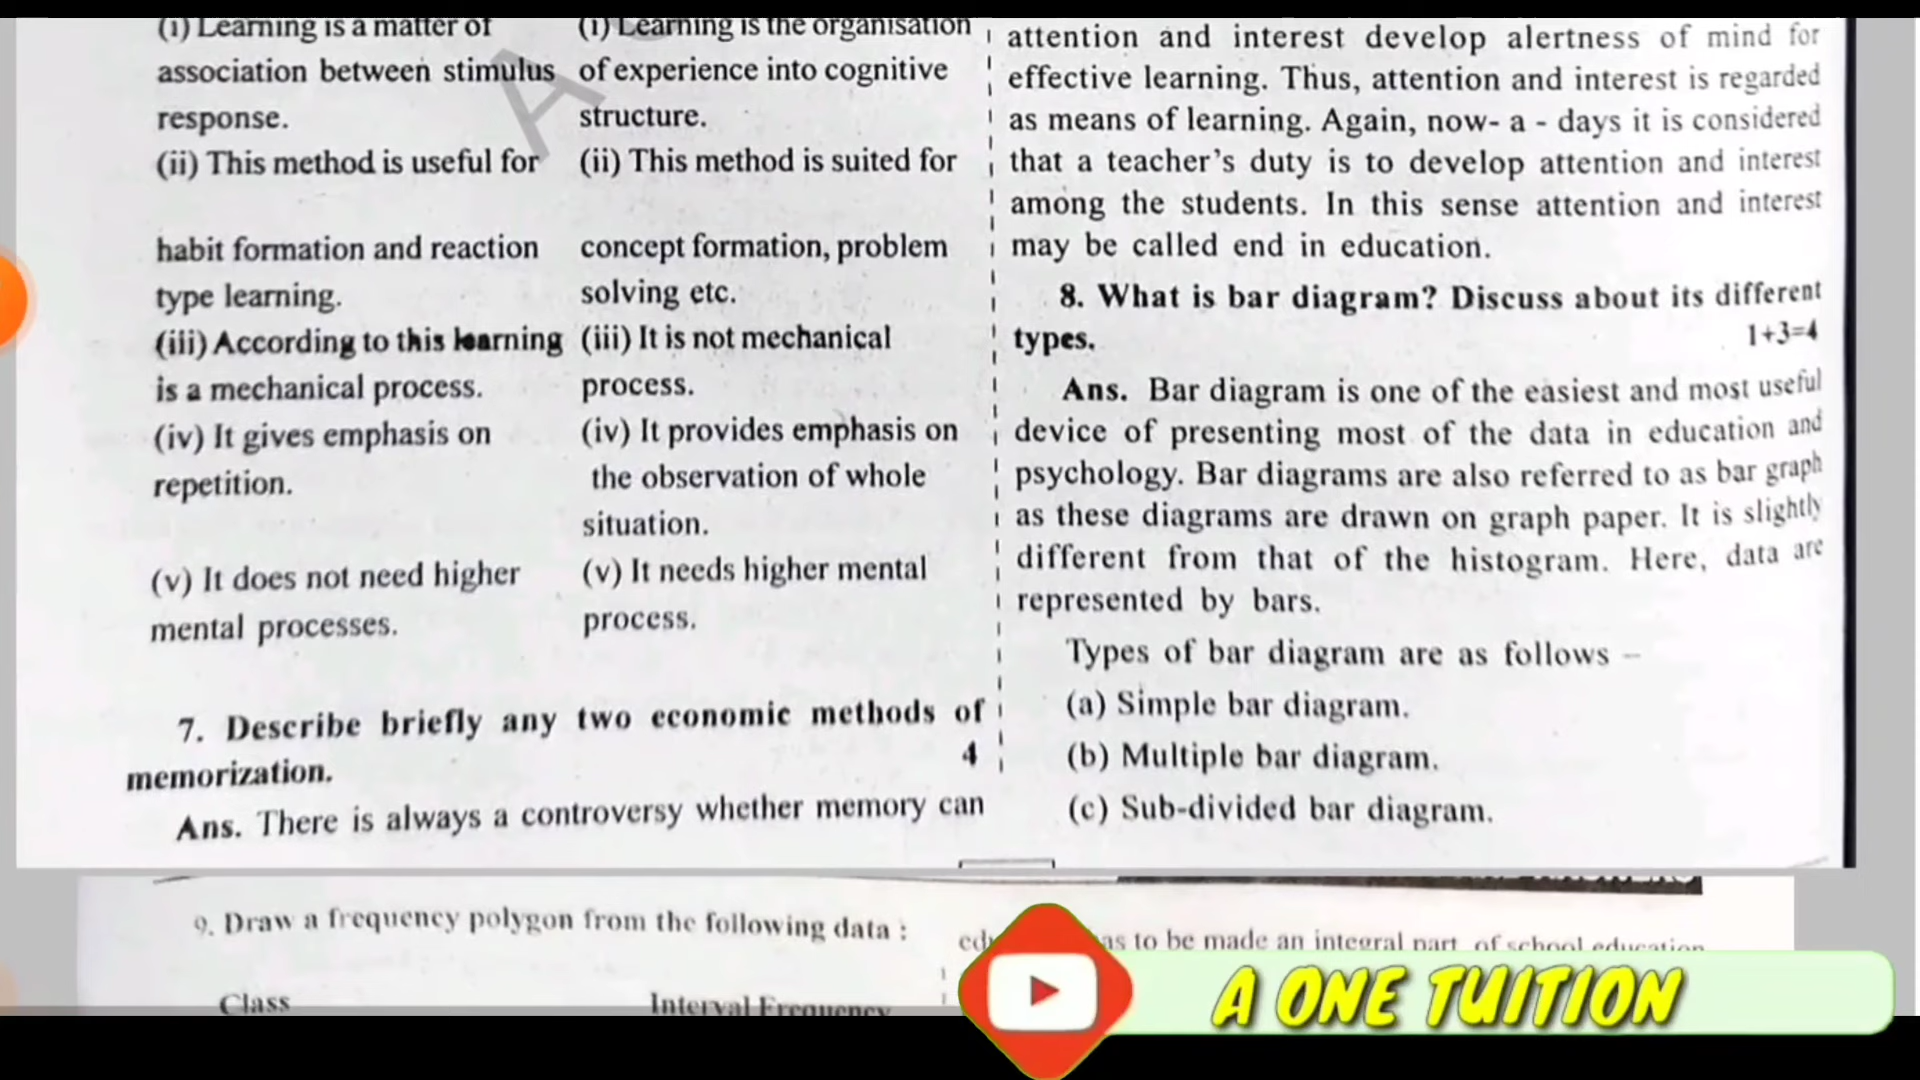 (i) Learning is a matter of
association between stimulus
response.
(ii) This method is useful for
habit formation and reaction
type learning.
(iii) According to this learning
is a mechanical process.
(iv) It gives emphasis on
repetition.
(v) It does not need higher
mental processes.
(i) Learning is the organisation
of experience into cognitive
structure.
(ii) This method is suited for
concept formation, problem
solving etc.
(iii) It is not mechanical
process.
(iv) It provides emphasis on
the observation of whole
situation.
(v) It needs higher mental
process.
7. Describe briefly any two economic methods of
memorization. 4
Ans. There is always a controversy whether memory can
attention and interest develop alertness of mind for
effective learning. Thus, attention and interest is regarded
as means of learning. Again, now- a - days it is considered
that a teacher's duty is to develop attention and interest
among the students. In this sense attention and interest
may be called end in education.
8. What is bar diagram? Discuss about its different
types. 1+3=4
Ans. Bar diagram is one of the easiest and most useful
device of presenting most of the data in education and
psychology. Bar diagrams are also referred to as bar graph
as these diagrams are drawn on graph paper. It is slightly
different from that of the histogram. Here, data are
represented by bars.
Types of bar diagram are as follows –
(a) Simple bar diagram.
(b) Multiple bar diagram.
(c) Sub-divided bar diagram.
9. Draw a frequency polygon from the following data :
Class Interval Frequency
as to be made an integral part of school education
A ONE TUITION